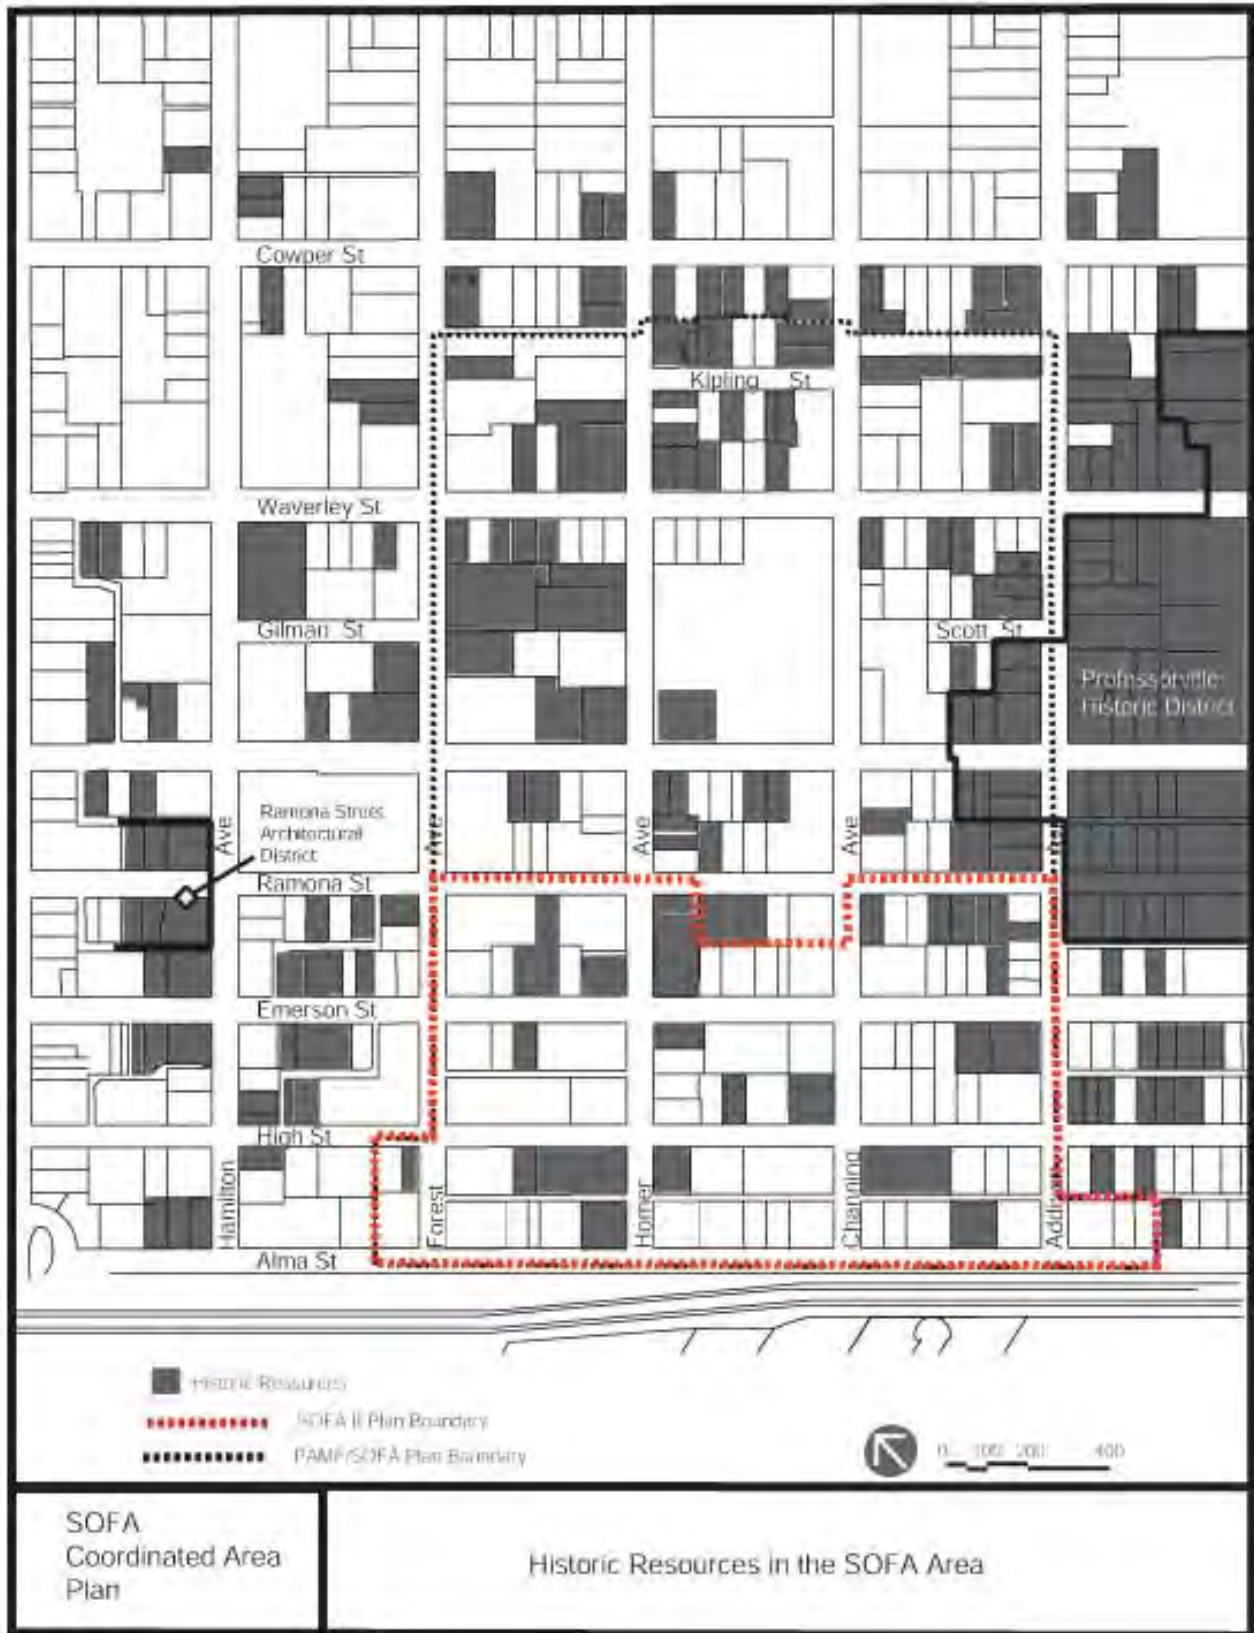 Cowper St
Kipling St
Waverley St
Gilman St
Scott St
Professorville
Historic District
Ramona Street
Architectural
District
Ave
Ave
Ave
Ave
Ramona St
Emerson St
High St
Hamilton
Forest
Homer
Channing
Alma St
Historic Resources
SOFA II Plan Boundary
PAMF/SOFA Plan Boundary
0 100 200 400
SOFA
Coordinated Area
Plan
Historic Resources in the SOFA Area